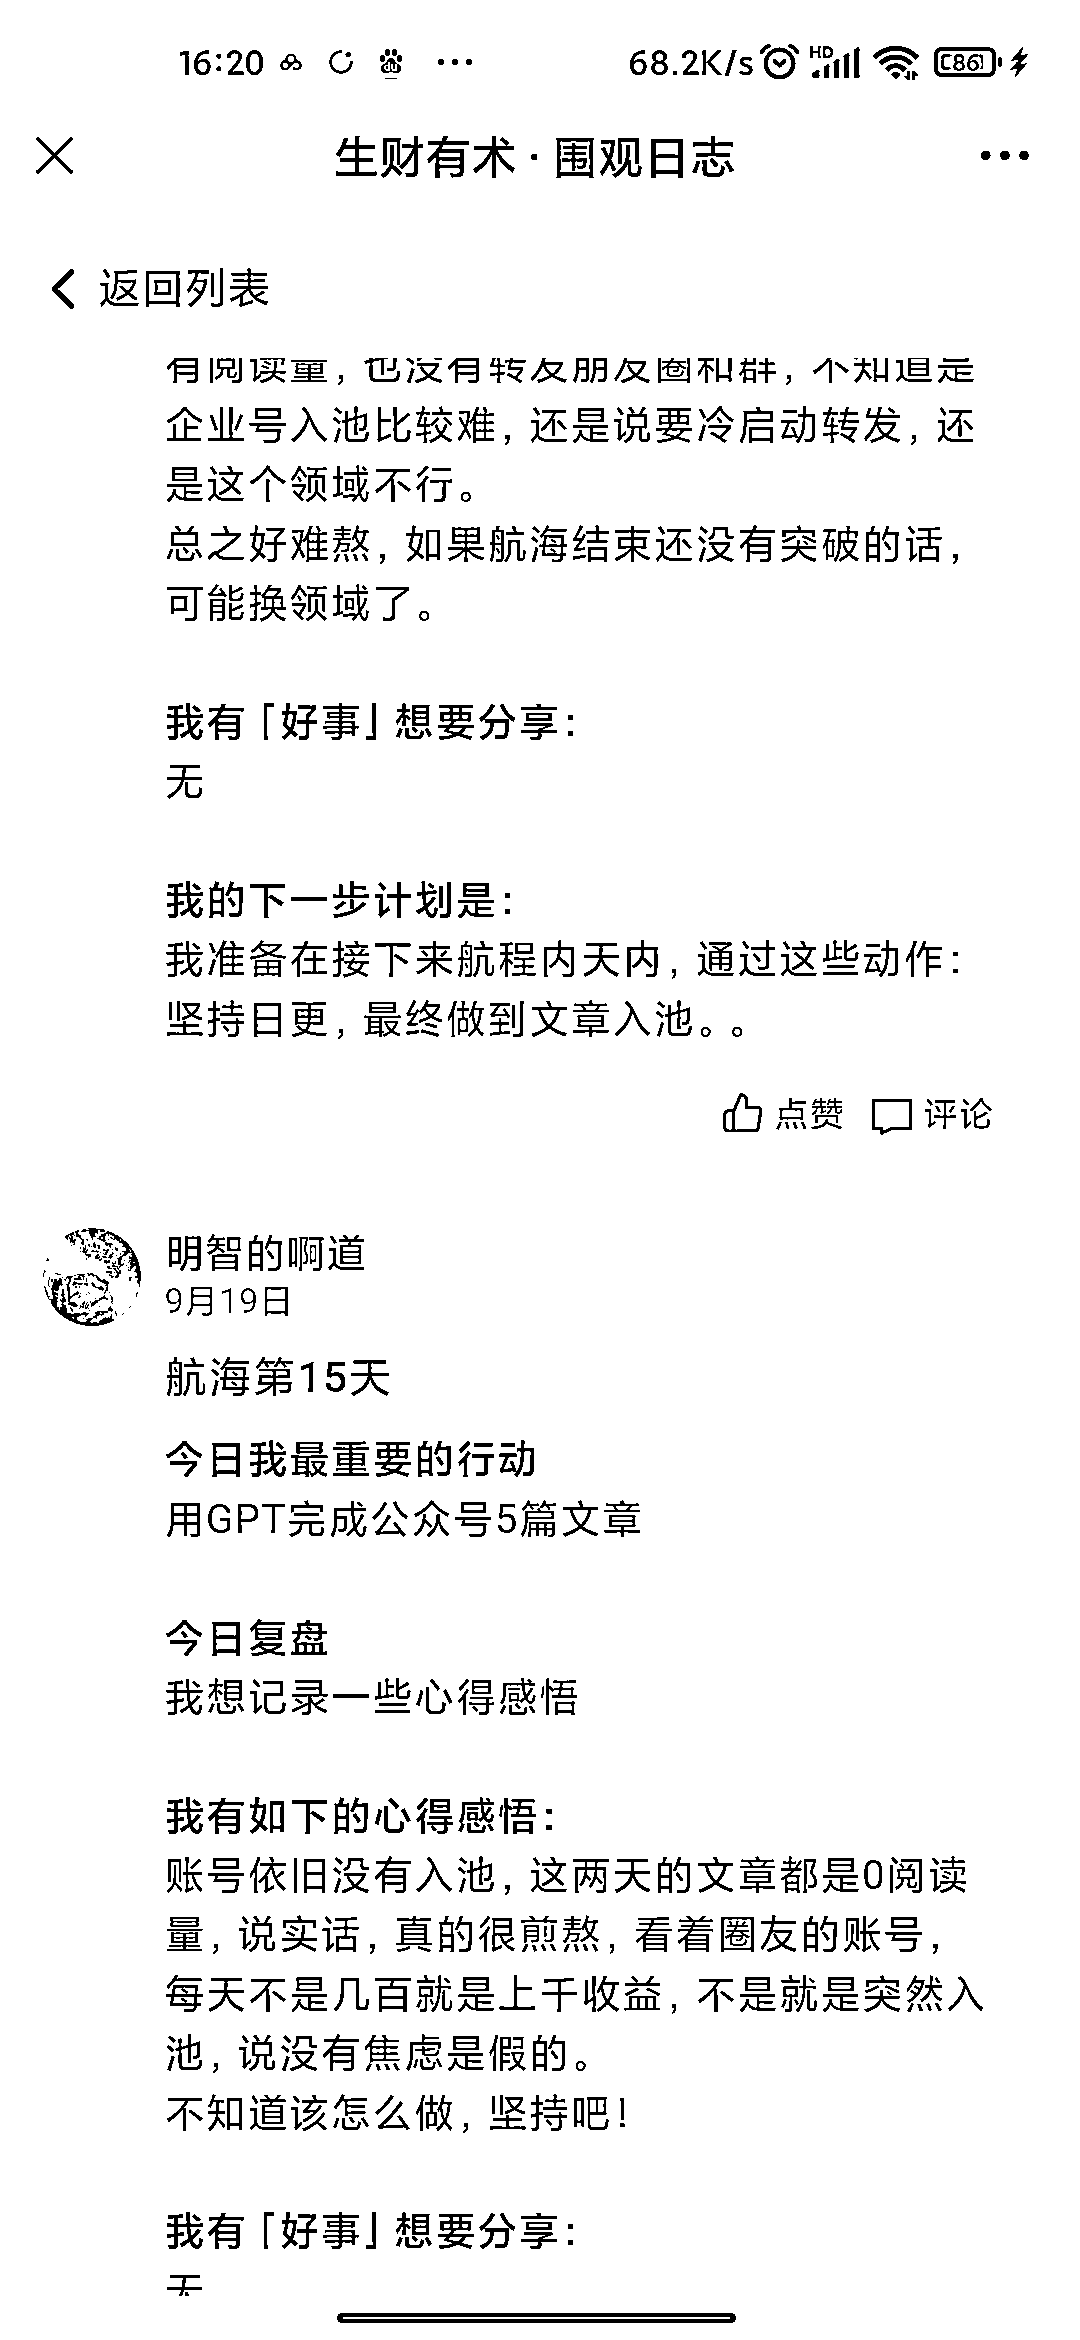 16:20 68.2K/s HD 86
生财有术 · 围观日志
返回列表
有阅读量，也没有转发朋友圈和群，不知道是
企业号入池比较难，还是说要冷启动转发，还
是这个领域不行。
总之好难熬，如果航海结束还没有突破的话，
可能换领域了。
我有「好事」想要分享：
无
我的下一步计划是：
我准备在接下来航程内天内，通过这些动作：
坚持日更，最终做到文章入池。。
点赞 评论
明智的啊道
9月19日
航海第15天
今日我最重要的行动
用GPT完成公众号5篇文章
今日复盘
我想记录一些心得感悟
我有如下的心得感悟：
账号依旧没有入池，这两天的文章都是0阅读
量，说实话，真的很煎熬，看着圈友的账号，
每天不是几百就是上千收益，不是就是突然入
池，说没有焦虑是假的。
不知道该怎么做，坚持吧！
我有「好事」想要分享：
无